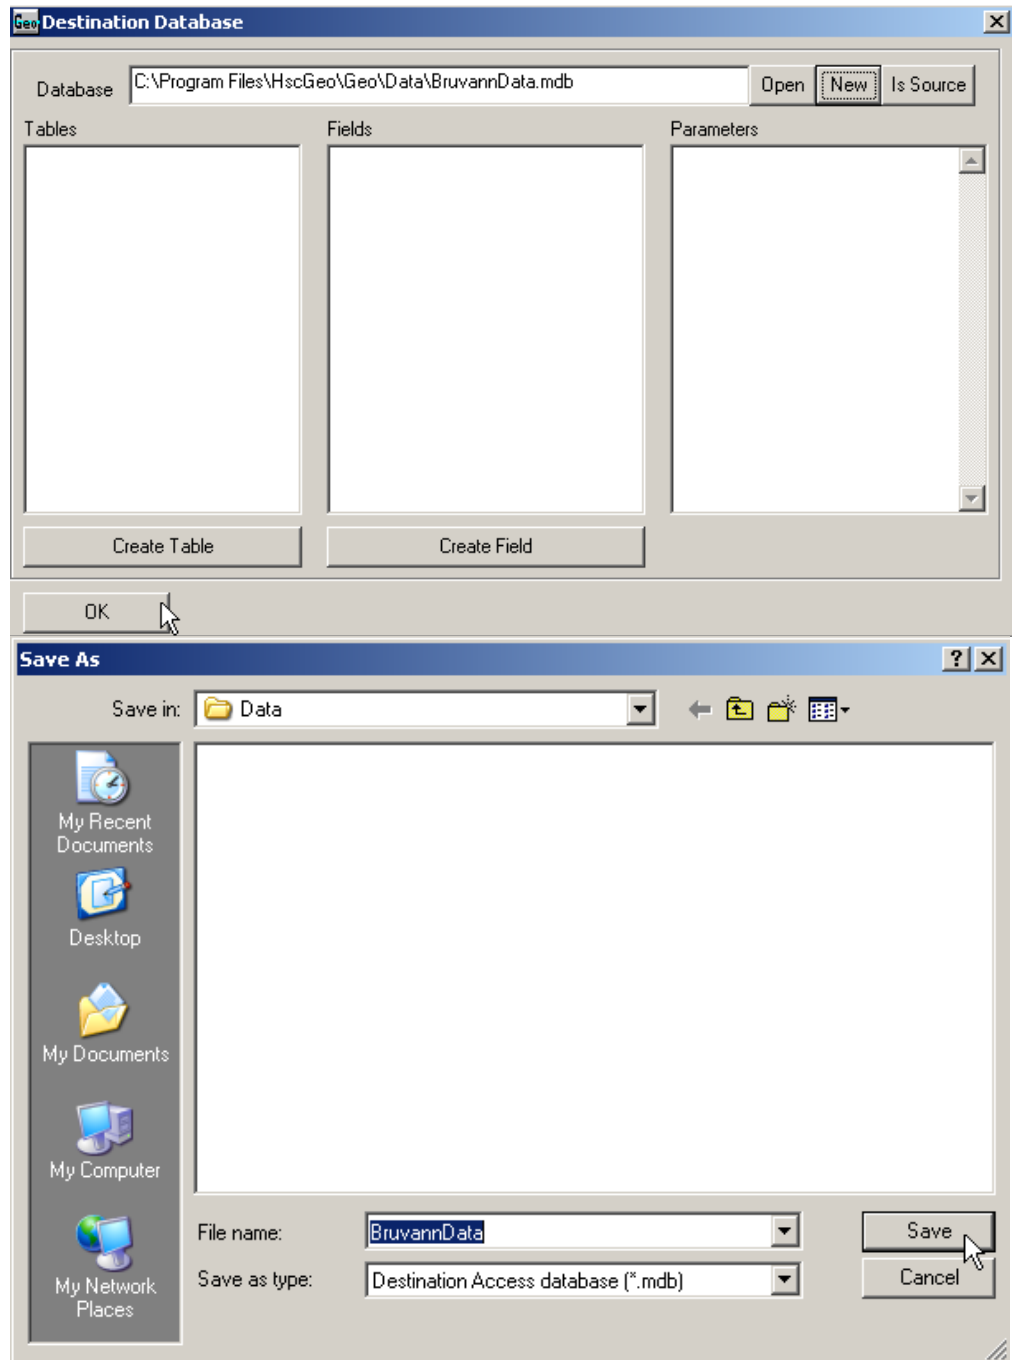 Geo Destination Database
Database C:\Program Files\HscGeo\Geo\Data\BruvannData.mdb Open New Is Source
Tables Fields Parameters
Create Table Create Field
OK
Save As
Save in: Data
My Recent
Documents
Desktop
My Documents
My Computer
My Network
Places
File name: BruvannData Save
Save as type: Destination Access database (*.mdb) Cancel